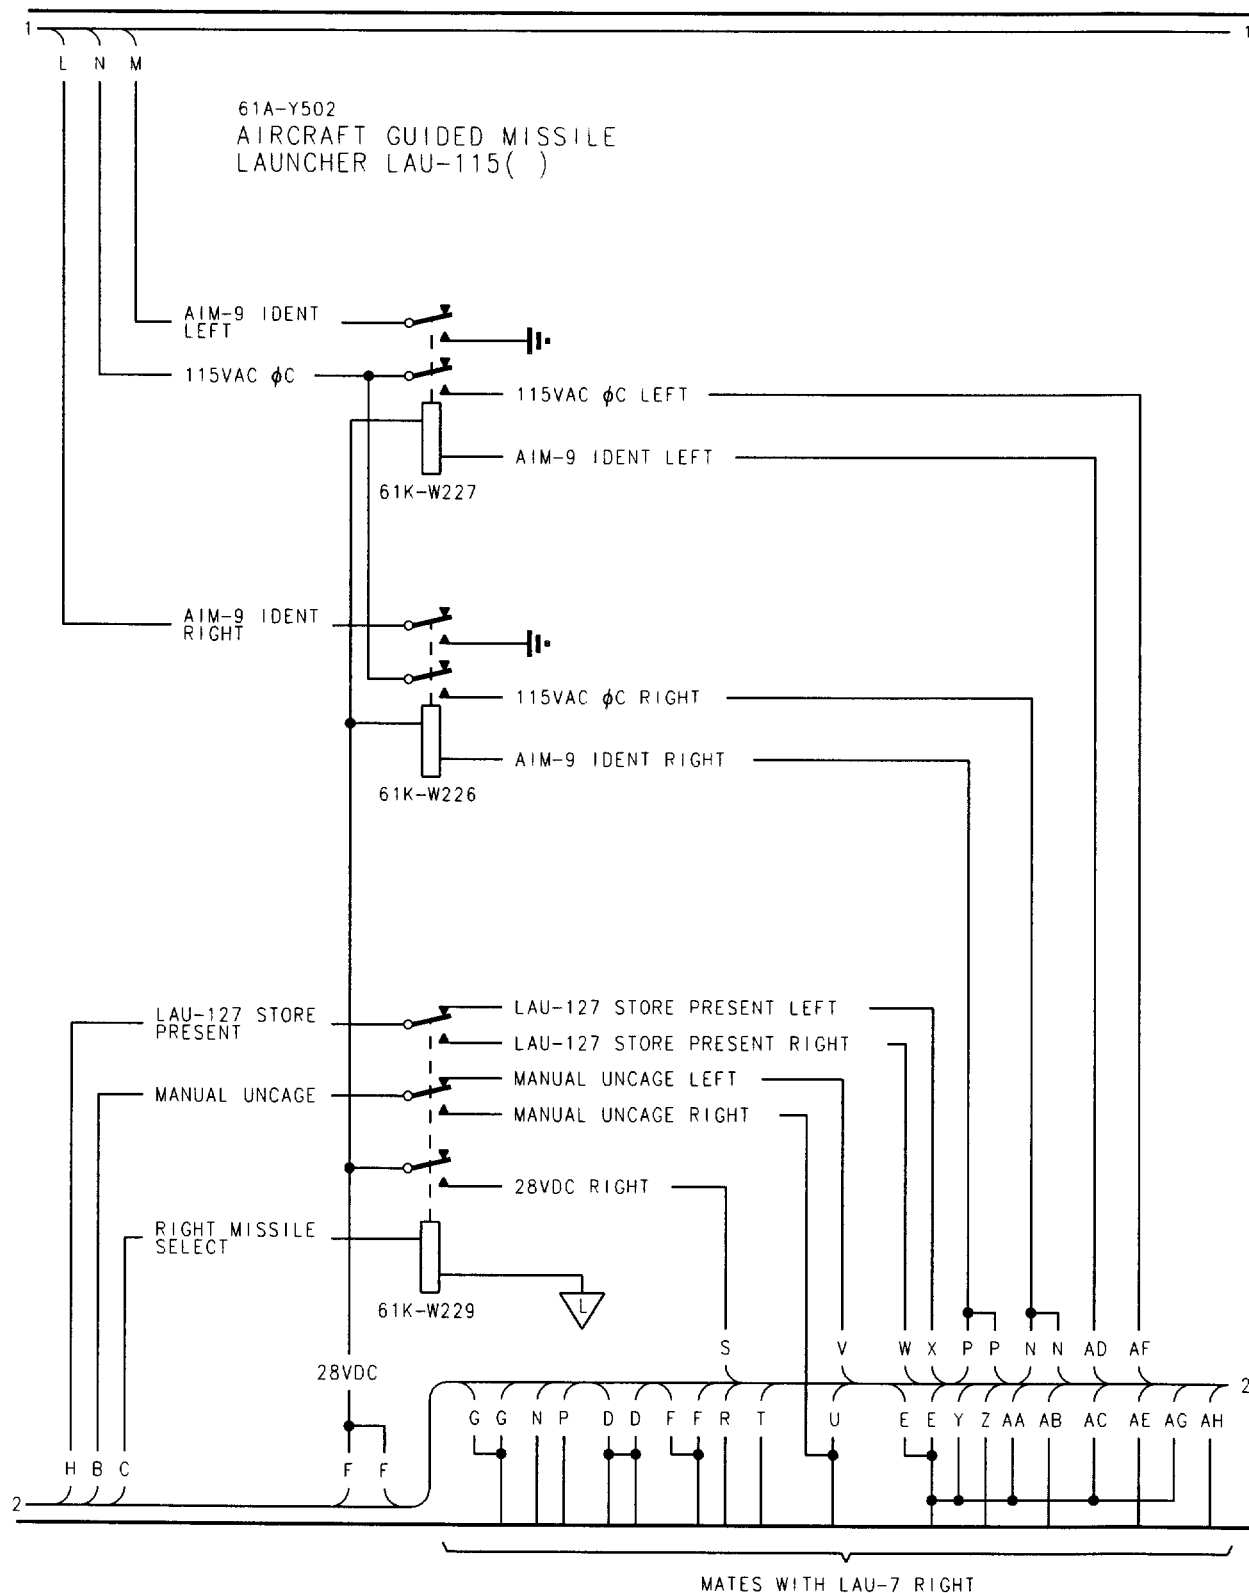 1 1
L N M
61A-Y502
AIRCRAFT GUIDED MISSILE
LAUNCHER LAU-115( )
AIM-9 IDENT
LEFT
115VAC ϕC
115VAC ϕC LEFT
AIM-9 IDENT LEFT
61K-W227
AIM-9 IDENT
RIGHT
115VAC ϕC RIGHT
AIM-9 IDENT RIGHT
61K-W226
LAU-127 STORE
PRESENT
LAU-127 STORE PRESENT LEFT
LAU-127 STORE PRESENT RIGHT
MANUAL UNCAGE
MANUAL UNCAGE LEFT
MANUAL UNCAGE RIGHT
28VDC RIGHT
RIGHT MISSILE
SELECT
61K-W229
L
S V W X P P N N AD AF
28VDC
2
G G N P D D F F R T U E E Y Z AA AB AC AE AG AH
H B C F F
2
MATES WITH LAU-7 RIGHT